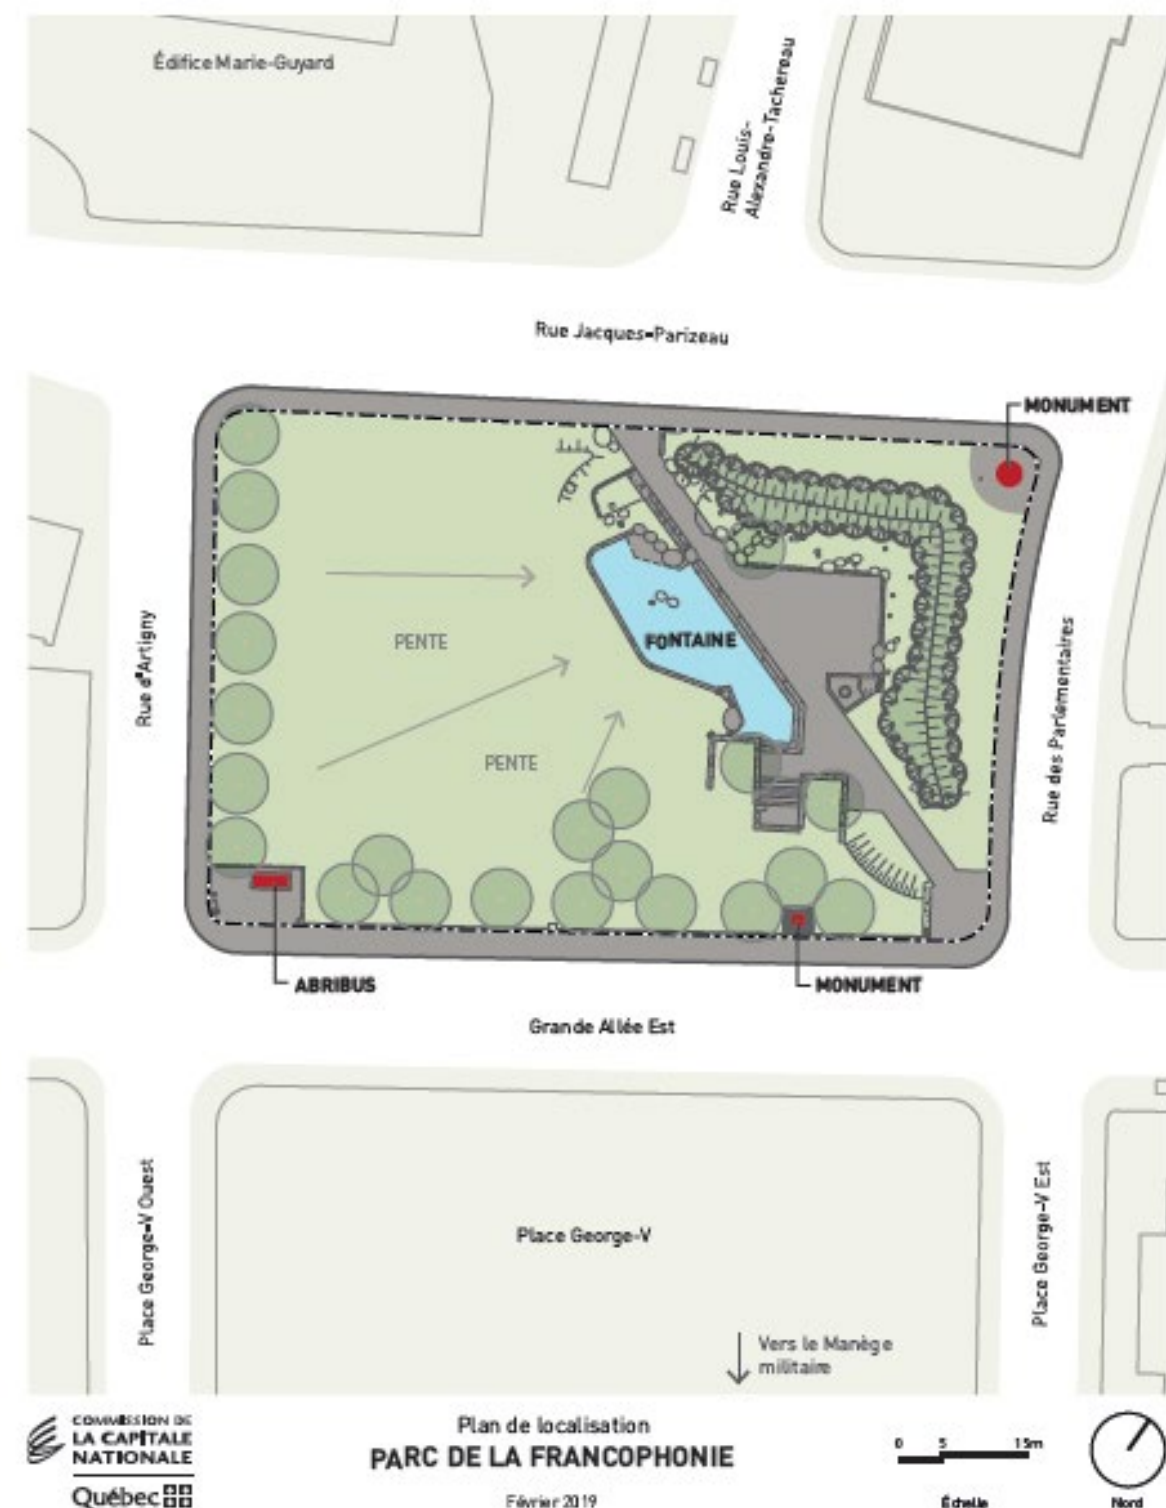 Édifice Marie-Guyard
Rue Louis-
Alexandre-Tachereau
Rue Jacques-Parizeau
MONUMENT
Rue d'Artigny
PENTE
FONTAINE
PENTE
Rue des Parlementaires
ABRIBUS
MONUMENT
Grande Allée Est
Place George-V Ouest
Place George-V
Place George-V Est
Vers le Manège
militaire
COMMISSION DE
LA CAPITALE
NATIONALE
Québec
Plan de localisation
PARC DE LA FRANCOPHONIE
Février 2019
0 5 15m
Échelle
Nord